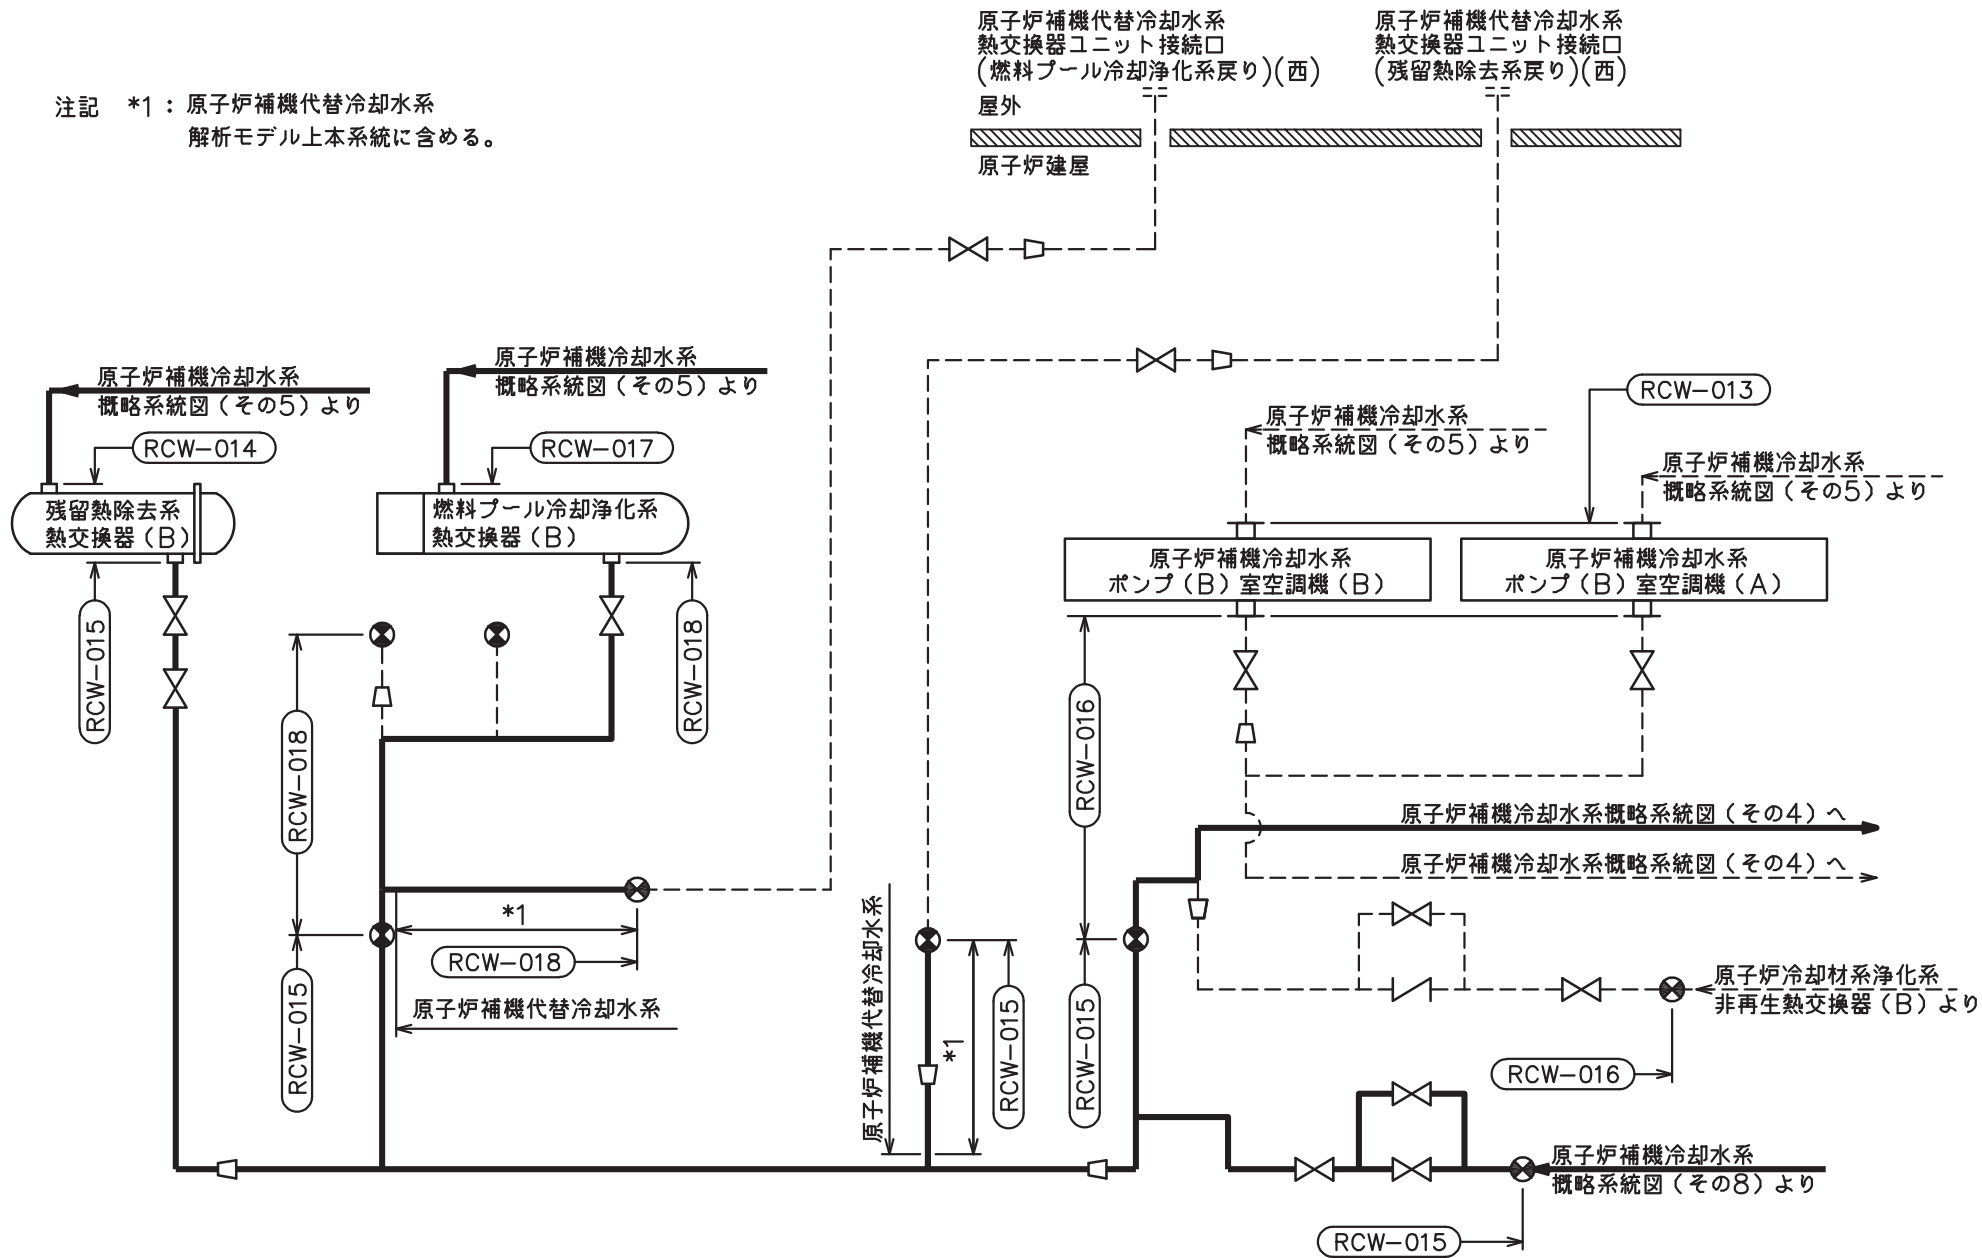 注記 *1 : 原子炉補機代替冷却水系
解析モデル上本系統に含める。
原子炉補機代替冷却水系
熱交換器ユニット接続口
(燃料プール冷却浄化系戻り)(西)
原子炉補機代替冷却水系
熱交換器ユニット接続口
(残留熱除去系戻り)(西)
屋外
原子炉建屋
原子炉補機冷却水系
概略系統図(その5)より
RCW-014
残留熱除去系
熱交換器(B)
RCW-015
原子炉補機冷却水系
概略系統図(その5)より
RCW-017
燃料プール冷却浄化系
熱交換器(B)
RCW-018
RCW-018
RCW-015
*1
RCW-018
原子炉補機代替冷却水系
原子炉補機代替冷却水系
*1
RCW-015
RCW-013
原子炉補機冷却水系
概略系統図(その5)より
原子炉補機冷却水系
概略系統図(その5)より
原子炉補機冷却水系
ポンプ(B)室空調機(B)
原子炉補機冷却水系
ポンプ(B)室空調機(A)
RCW-016
RCW-015
原子炉補機冷却水系概略系統図(その4)へ
原子炉補機冷却水系概略系統図(その4)へ
原子炉冷却材系浄化系
非再生熱交換器(B)より
RCW-016
原子炉補機冷却水系
概略系統図(その8)より
RCW-015